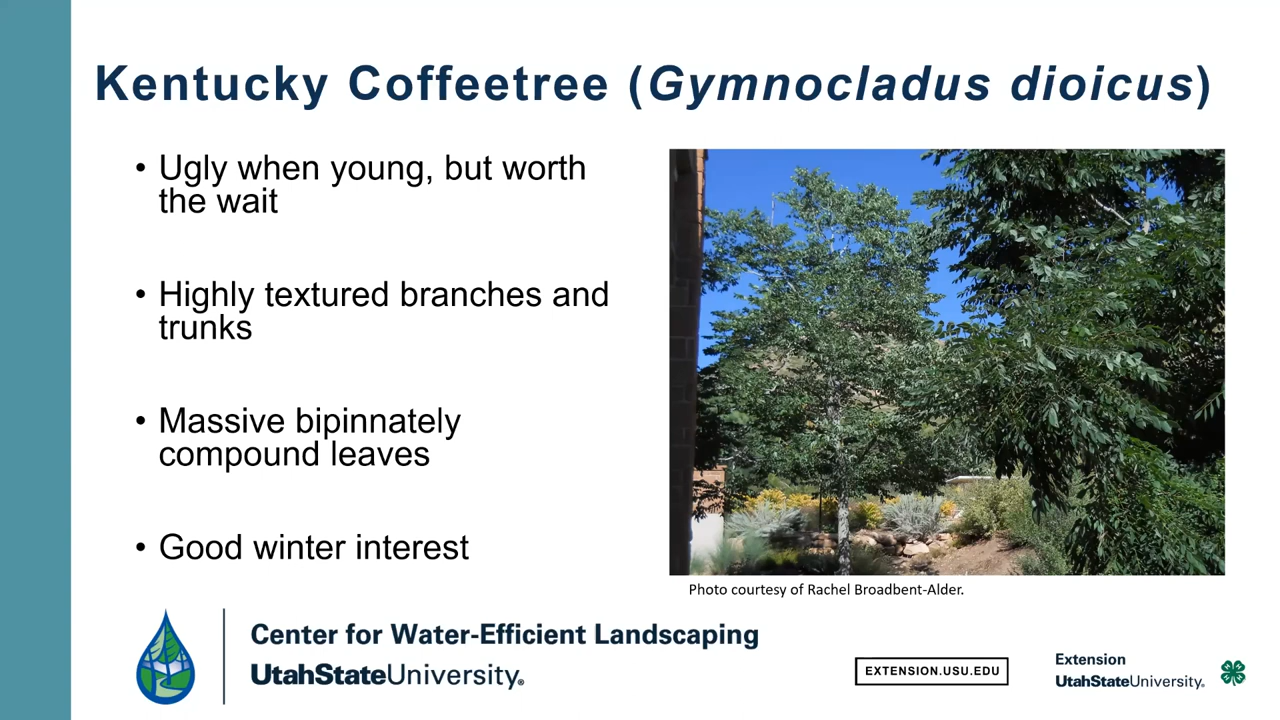 Kentucky Coffeetree (Gymnocladus dioicus)
• Ugly when young, but worth
the wait
• Highly textured branches and
trunks
• Massive bipinnately
compound leaves
• Good winter interest
Photo courtesy of Rachel Broadbent-Alder.
Center for Water-Efficient Landscaping
UtahStateUniversity®
EXTENSION.USU.EDU
Extension
UtahStateUniversity®